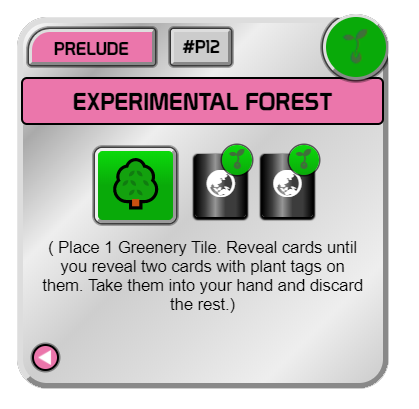 PRELUDE
#P12
EXPERIMENTAL FOREST
( Place 1 Greenery Tile. Reveal cards until
you reveal two cards with plant tags on
them. Take them into your hand and discard
the rest.)